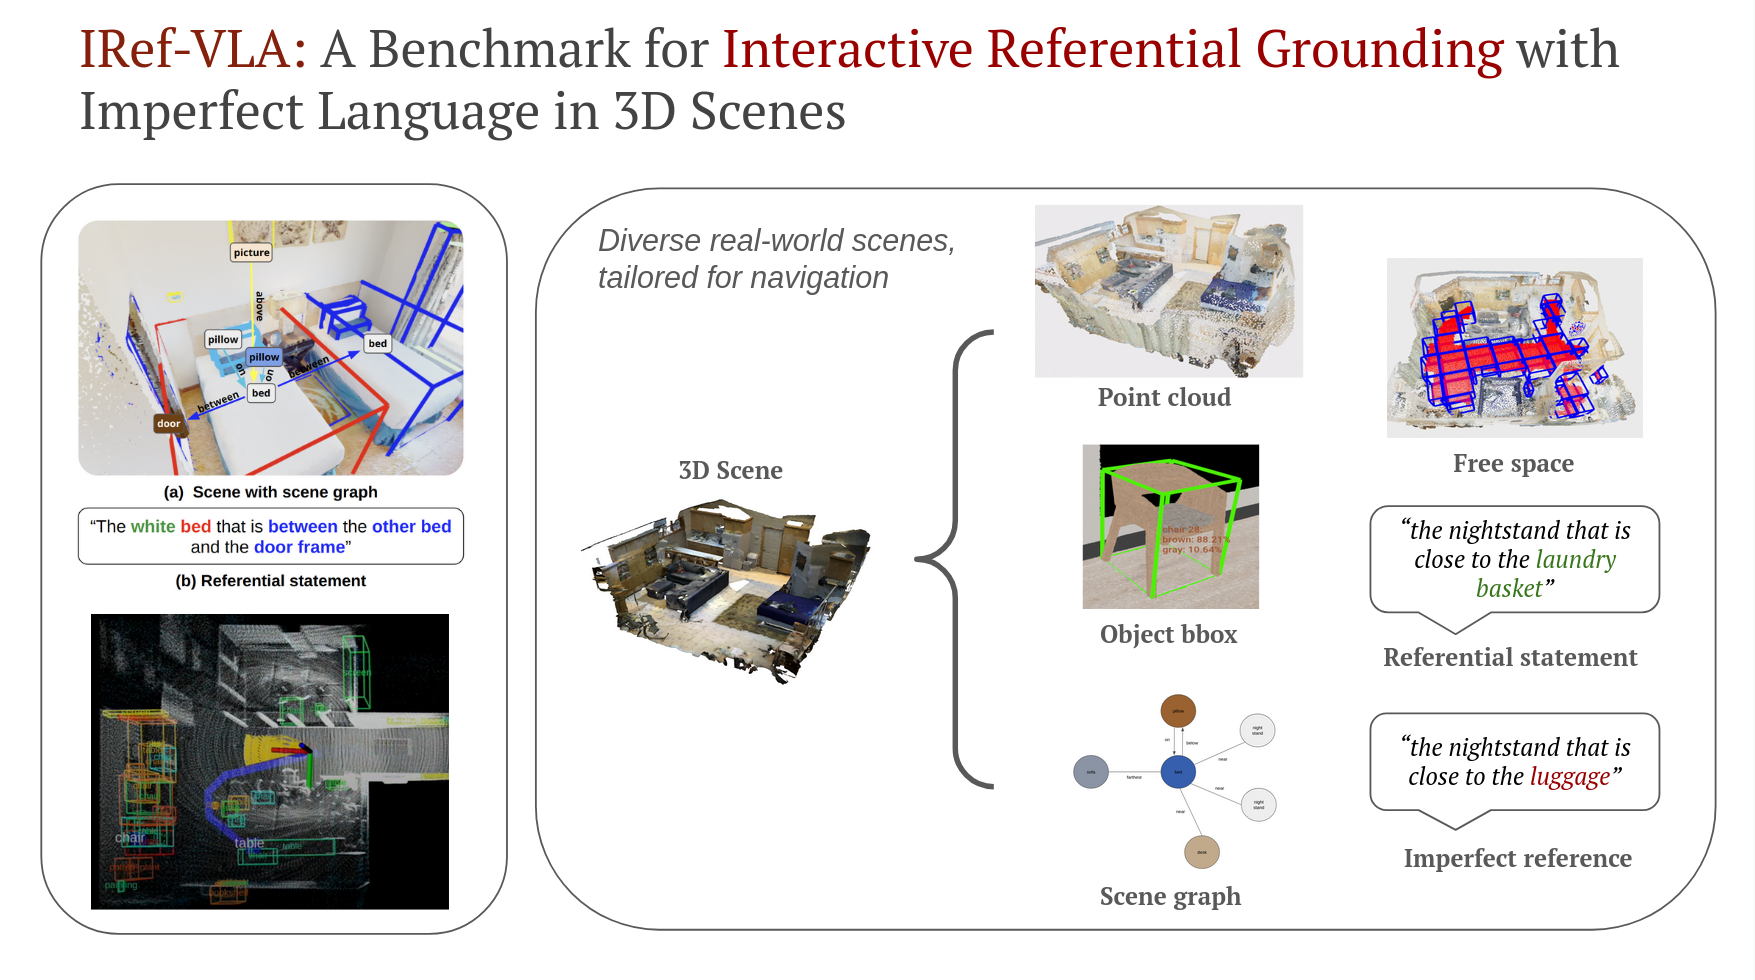 IRef-VLA: A Benchmark for Interactive Referential Grounding with
Imperfect Language in 3D Scenes
picture
above
pillow
pillow
bed
on
on
between
bed
between
door
(a) Scene with scene graph
“The white bed that is between the other bed
and the door frame”
(b) Referential statement
screen
chair
table
table
chair
painting
Diverse real-world scenes,
tailored for navigation
3D Scene
Point cloud
chair 28:
brown: 88.21%
gray: 10.64%
Object bbox
pillow
on
below
night
stand
near
sofa
farthest
bed
near
night
stand
near
desk
Scene graph
Free space
“the nightstand that is
close to the laundry
basket”
Referential statement
“the nightstand that is
close to the luggage”
Imperfect reference